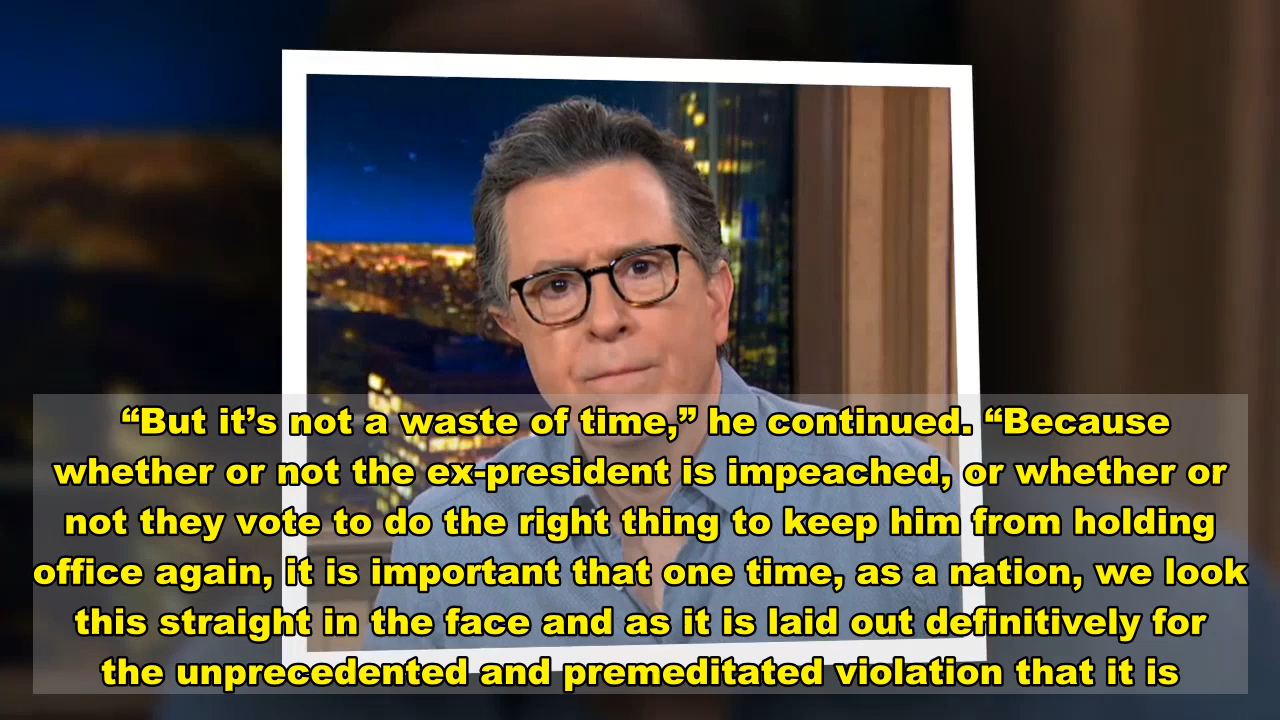 “But it’s not a waste of time,” he continued. “Because
whether or not the ex-president is impeached, or whether or
not they vote to do the right thing to keep him from holding
office again, it is important that one time, as a nation, we look
this straight in the face and as it is laid out definitively for
the unprecedented and premeditated violation that it is